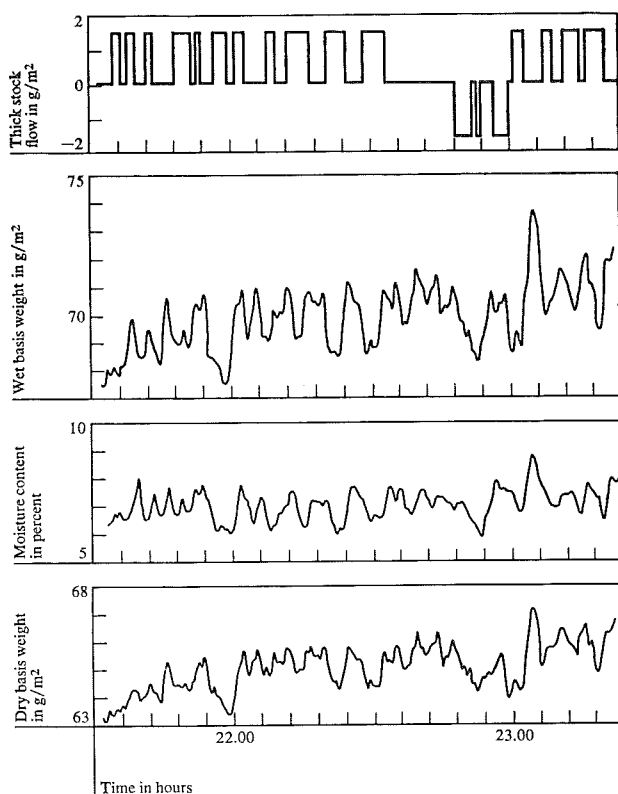 2
0
−2
Thick stock
flow in g/m²
75
70
Wet basis weight in g/m²
10
5
Moisture content
in percent
68
63
Dry basis weight
in g/m²
22.00
23.00
Time in hours